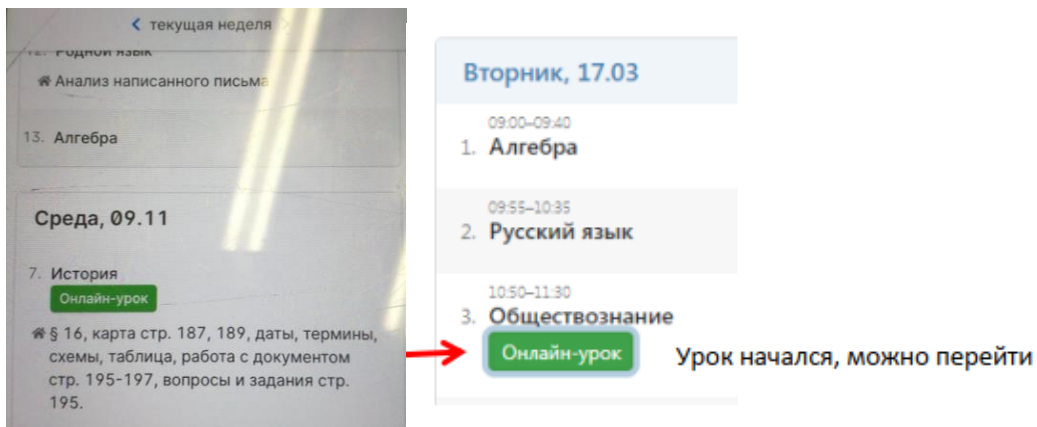 текущая неделя
12. Родной язык
Анализ написанного письма
13. Алгебра
Среда, 09.11
7. История
Онлайн-урок
§ 16, карта стр. 187, 189, даты, термины,
схемы, таблица, работа с документом
стр. 195-197, вопросы и задания стр.
195.
Вторник, 17.03
09:00–09:40
1. Алгебра
09:55–10:35
2. Русский язык
10:50–11:30
3. Обществознание
Онлайн-урок
Урок начался, можно перейти